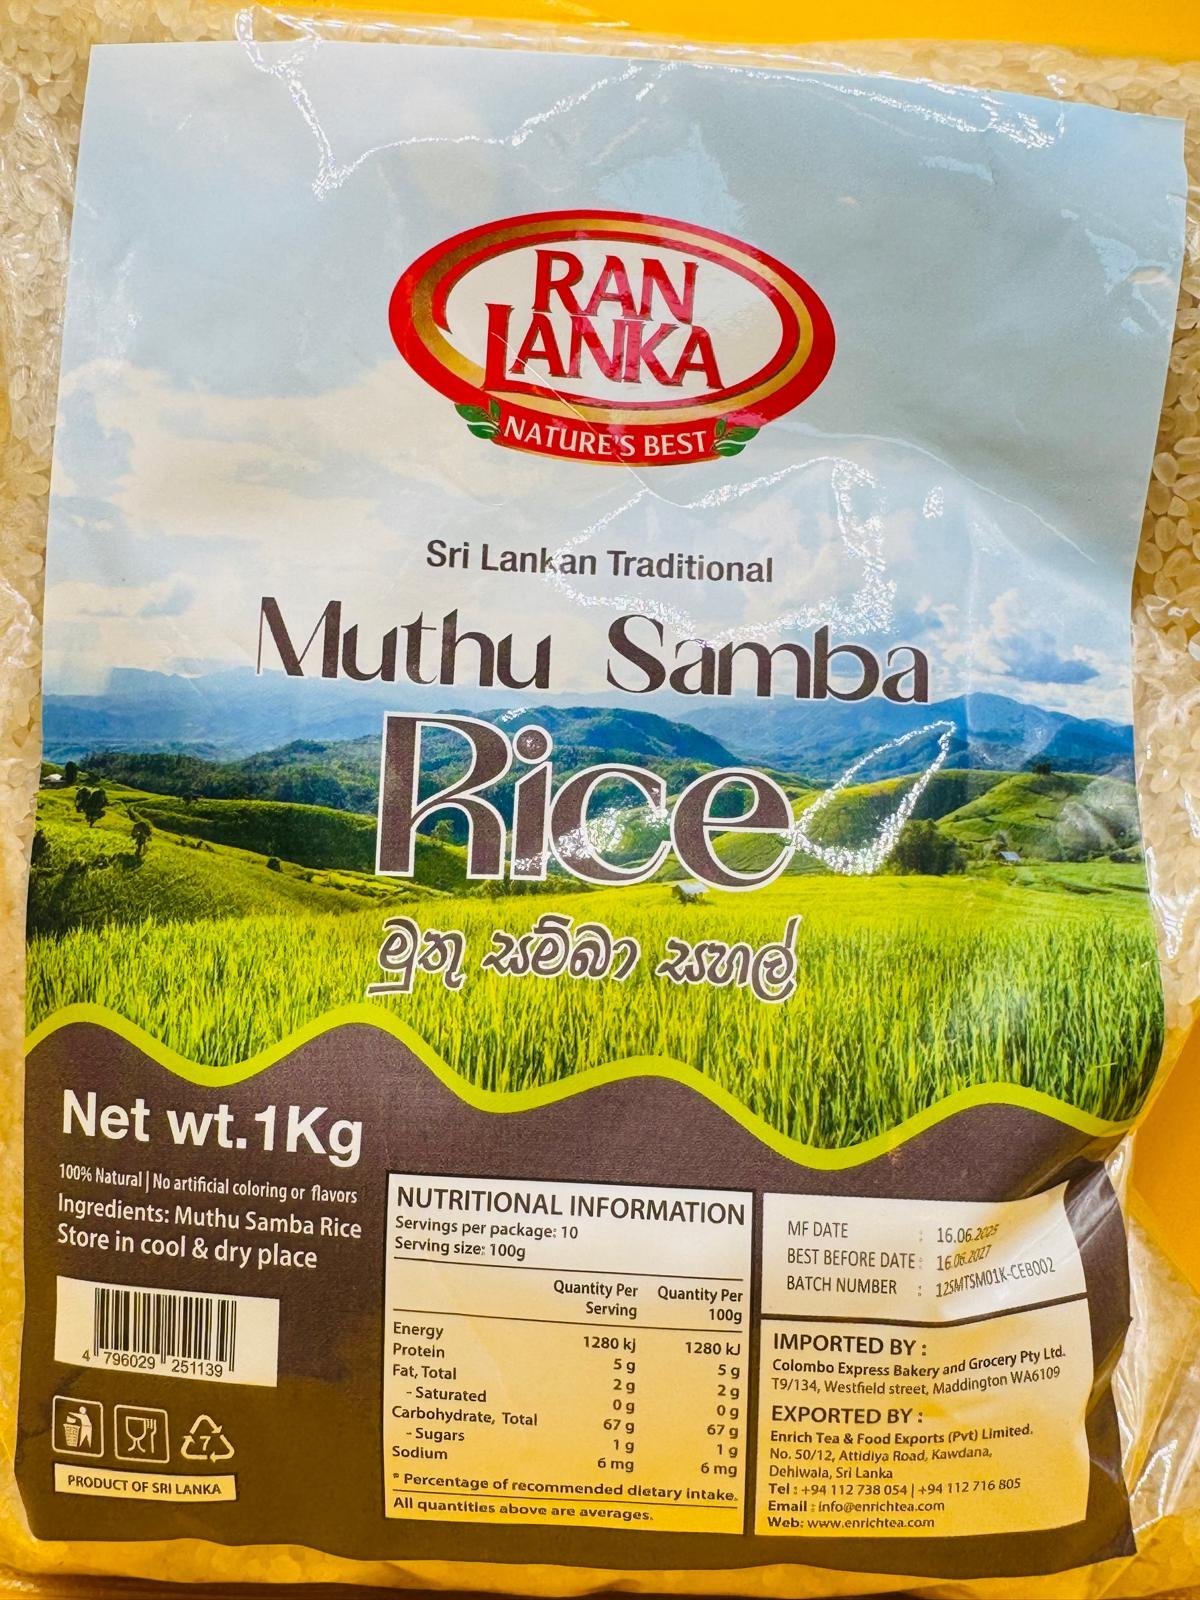 RAN
LANKA
NATURE'S BEST
Sri Lankan Traditional
Muthu Samba
Rice
මුතු සම්බා සහල්
Net wt.1Kg
100% Natural | No artificial coloring or flavors
Ingredients: Muthu Samba Rice
Store in cool & dry place
4 796029 251139
7
PRODUCT OF SRI LANKA
NUTRITIONAL INFORMATION
Servings per package: 10
Serving size: 100g
Quantity Per Serving Quantity Per 100g
Energy 1280 kj 1280 kJ
Protein 5 g 5 g
Fat, Total 2 g 2 g
- Saturated 0 g 0 g
Carbohydrate, Total 67 g 67 g
- Sugars 1 g 1 g
Sodium 6 mg 6 mg
* Percentage of recommended dietary intake.
All quantities above are averages.
MF DATE : 16.06.2025
BEST BEFORE DATE : 16.06.2027
BATCH NUMBER : 125MTSM01K-CEB002
IMPORTED BY :
Colombo Express Bakery and Grocery Pty Ltd.
T9/134, Westfield street, Maddington WA6109
EXPORTED BY :
Enrich Tea & Food Exports (Pvt) Limited.
No. 50/12, Attidiya Road, Kawdana,
Dehiwala, Sri Lanka
Tel : +94 112 738 054 | +94 112 716 805
Email : info@enrichtea.com
Web: www.enrichtea.com